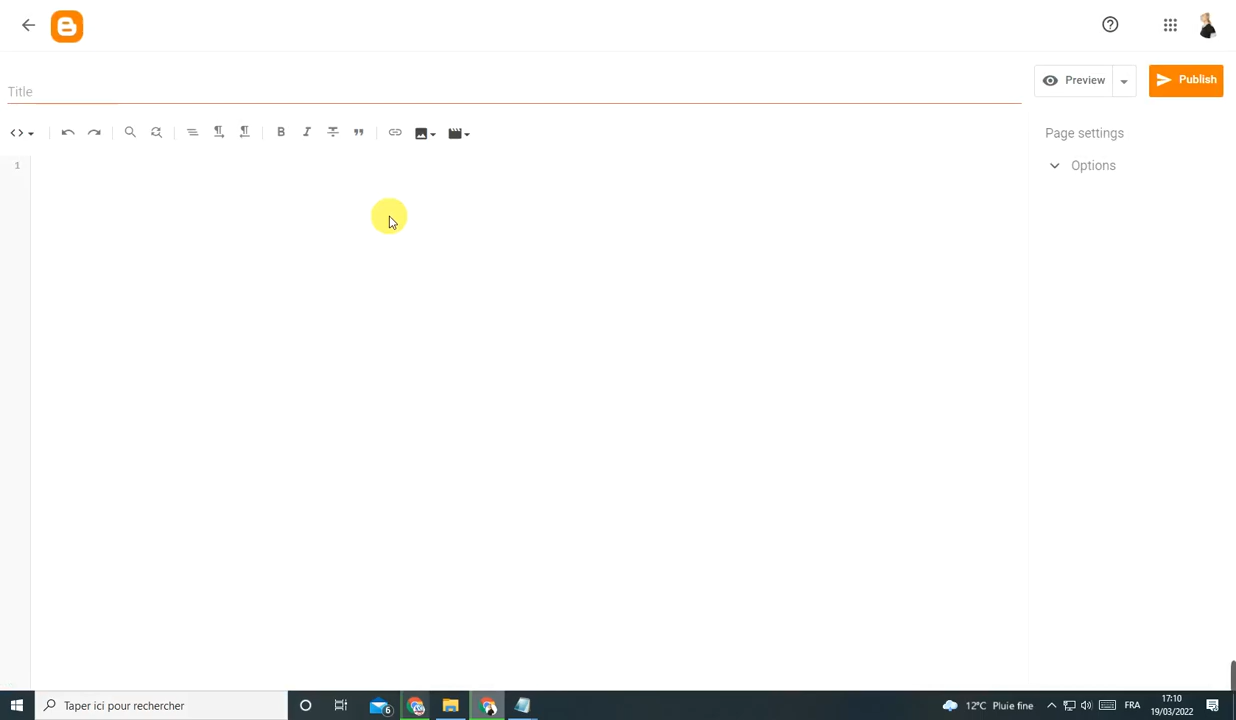 Title
Preview
Publish
Page settings
Options
1
Taper ici pour rechercher
6
12°C Pluie fine
FRA
17:10
19/03/2022